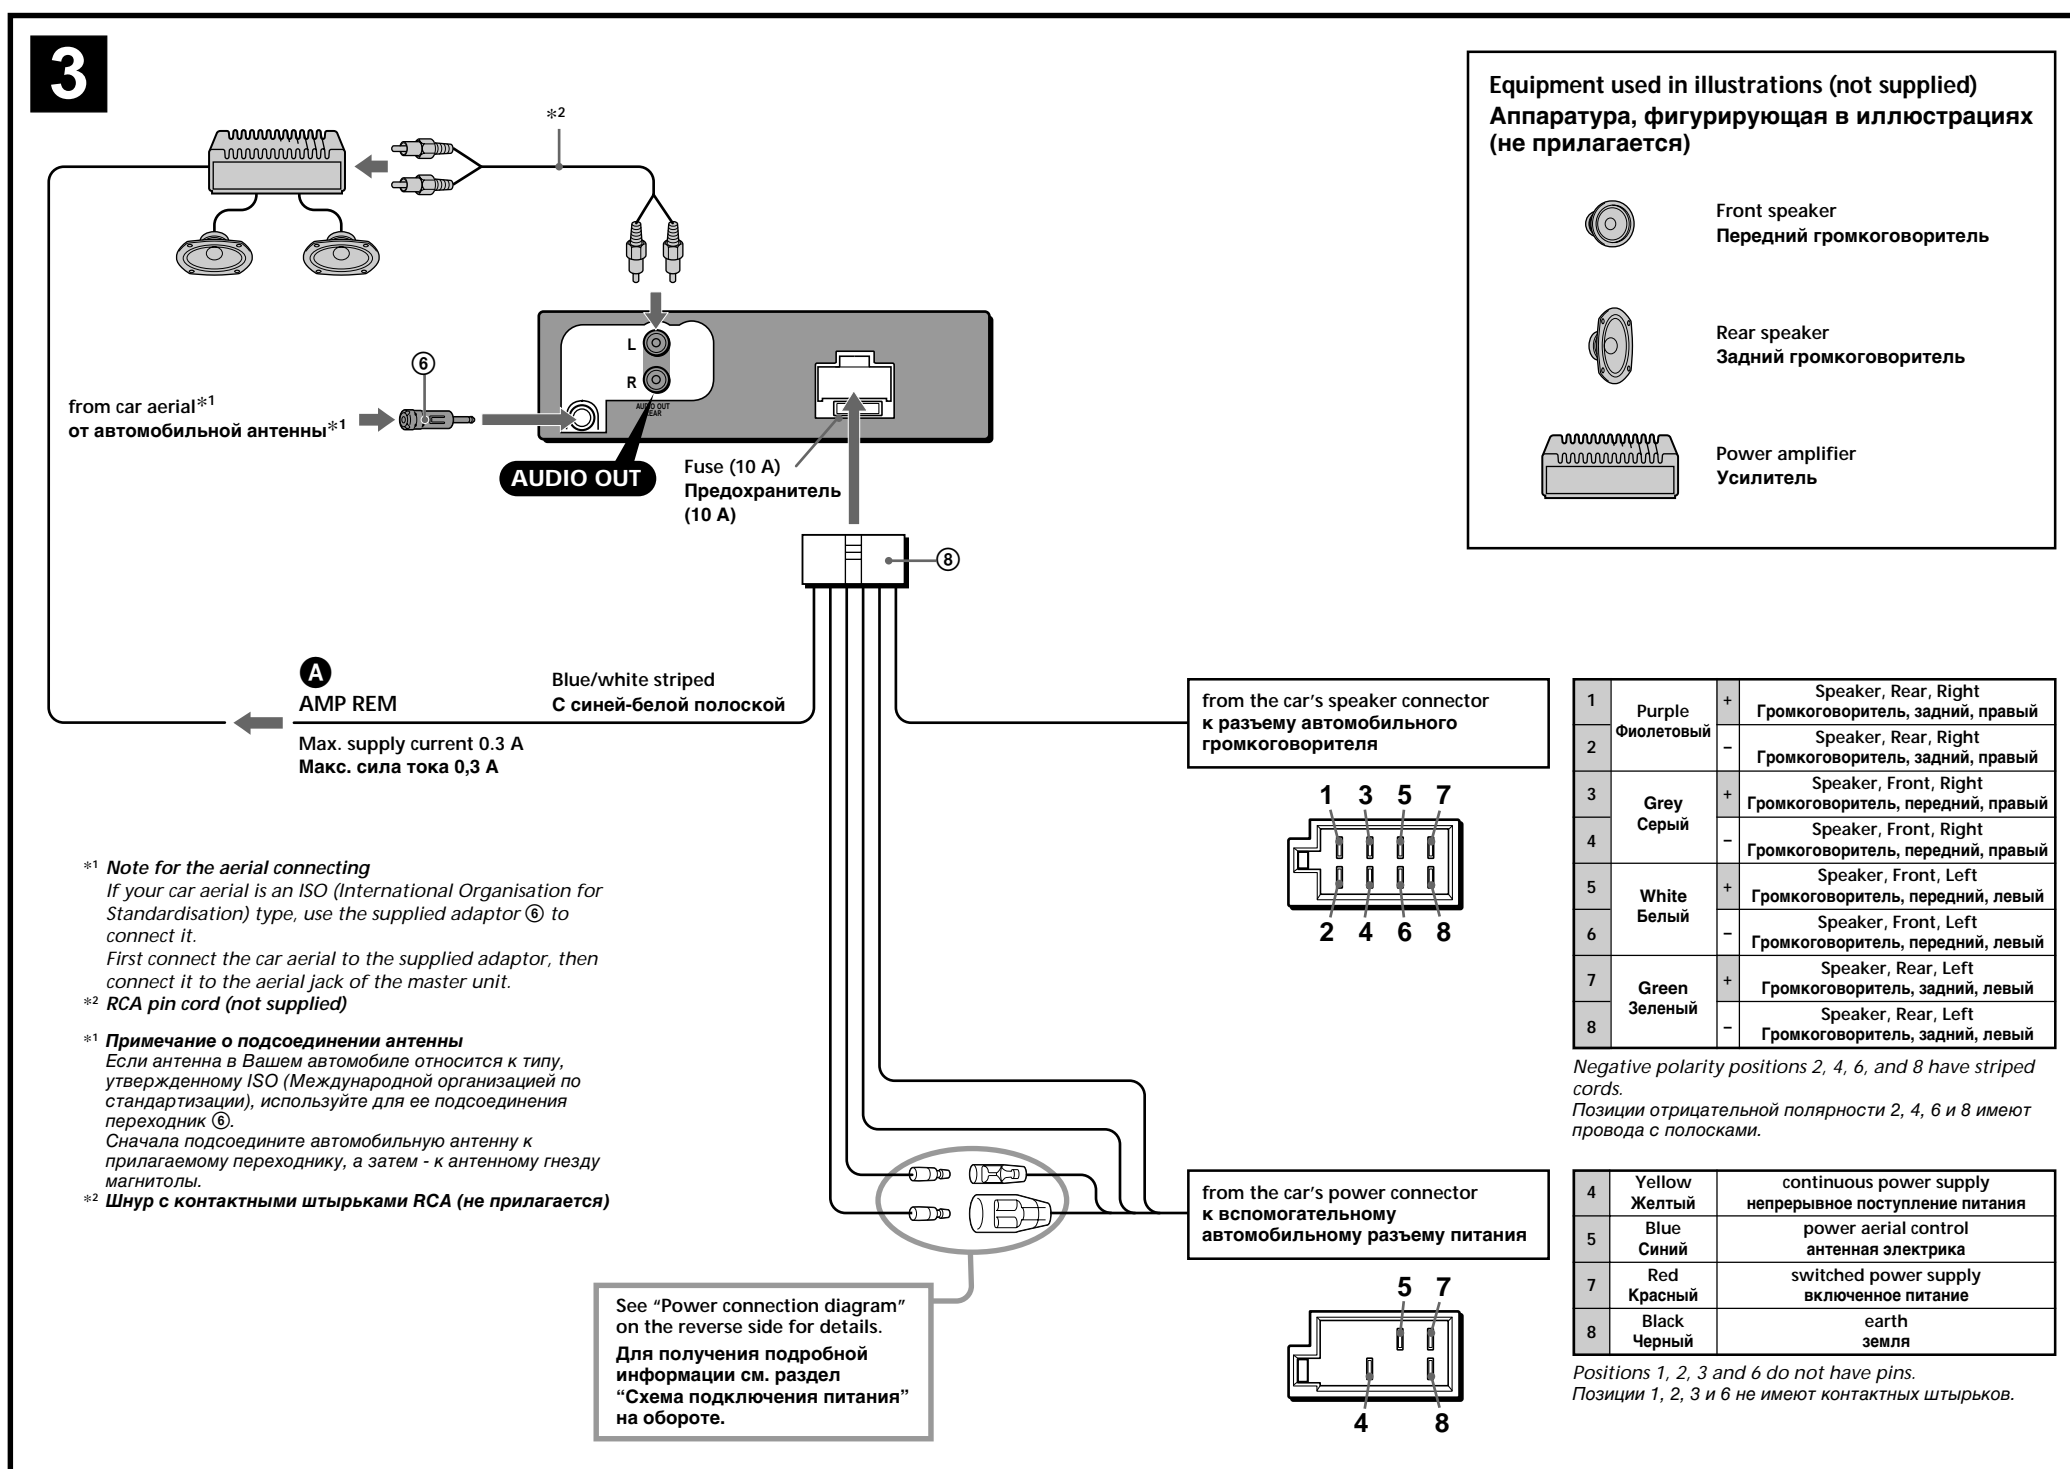 3
*2
Equipment used in illustrations (not supplied)
Аппаратура, фигурирующая в иллюстрациях
(не прилагается)
Front speaker
Передний громкоговоритель
Rear speaker
Задний громкоговоритель
Power amplifier
Усилитель
L
R
AUDIO OUT
REAR
⑥
from car aerial*1
от автомобильной антенны*1
AUDIO OUT
Fuse (10 A)
Предохранитель
(10 A)
⑧
A
AMP REM
Blue/white striped
С синей-белой полоской
Max. supply current 0.3 A
Макс. сила тока 0,3 А
from the car’s speaker connector
к разъему автомобильного
громкоговорителя
1 3 5 7
2 4 6 8
1 Purple + Speaker, Rear, Right
Фиолетовый Громкоговоритель, задний, правый
2 – Speaker, Rear, Right
Громкоговоритель, задний, правый
3 Grey + Speaker, Front, Right
Серый Громкоговоритель, передний, правый
4 – Speaker, Front, Right
Громкоговоритель, передний, правый
5 White + Speaker, Front, Left
Белый Громкоговоритель, передний, левый
6 – Speaker, Front, Left
Громкоговоритель, передний, левый
7 Green + Speaker, Rear, Left
Зеленый Громкоговоритель, задний, левый
8 – Speaker, Rear, Left
Громкоговоритель, задний, левый
Negative polarity positions 2, 4, 6, and 8 have striped
cords.
Позиции отрицательной полярности 2, 4, 6 и 8 имеют
провода с полосками.
*1 Note for the aerial connecting
If your car aerial is an ISO (International Organisation for
Standardisation) type, use the supplied adaptor ⑥ to
connect it.
First connect the car aerial to the supplied adaptor, then
connect it to the aerial jack of the master unit.
*2 RCA pin cord (not supplied)
*1 Примечание о подсоединении антенны
Если антенна в Вашем автомобиле относится к типу,
утвержденному ISO (Международной организацией по
стандартизации), используйте для ее подсоединения
переходник ⑥.
Сначала подсоедините автомобильную антенну к
прилагаемому переходнику, а затем - к антенному гнезду
магнитолы.
*2 Шнур с контактными штырьками RCA (не прилагается)
from the car’s power connector
к вспомогательному
автомобильному разъему питания
5 7
4 8
4 Yellow continuous power supply
Желтый непрерывное поступление питания
5 Blue power aerial control
Синий антенная электрика
7 Red switched power supply
Красный включенное питание
8 Black earth
Черный земля
Positions 1, 2, 3 and 6 do not have pins.
Позиции 1, 2, 3 и 6 не имеют контактных штырьков.
See “Power connection diagram”
on the reverse side for details.
Для получения подробной
информации см. раздел
“Схема подключения питания”
на обороте.